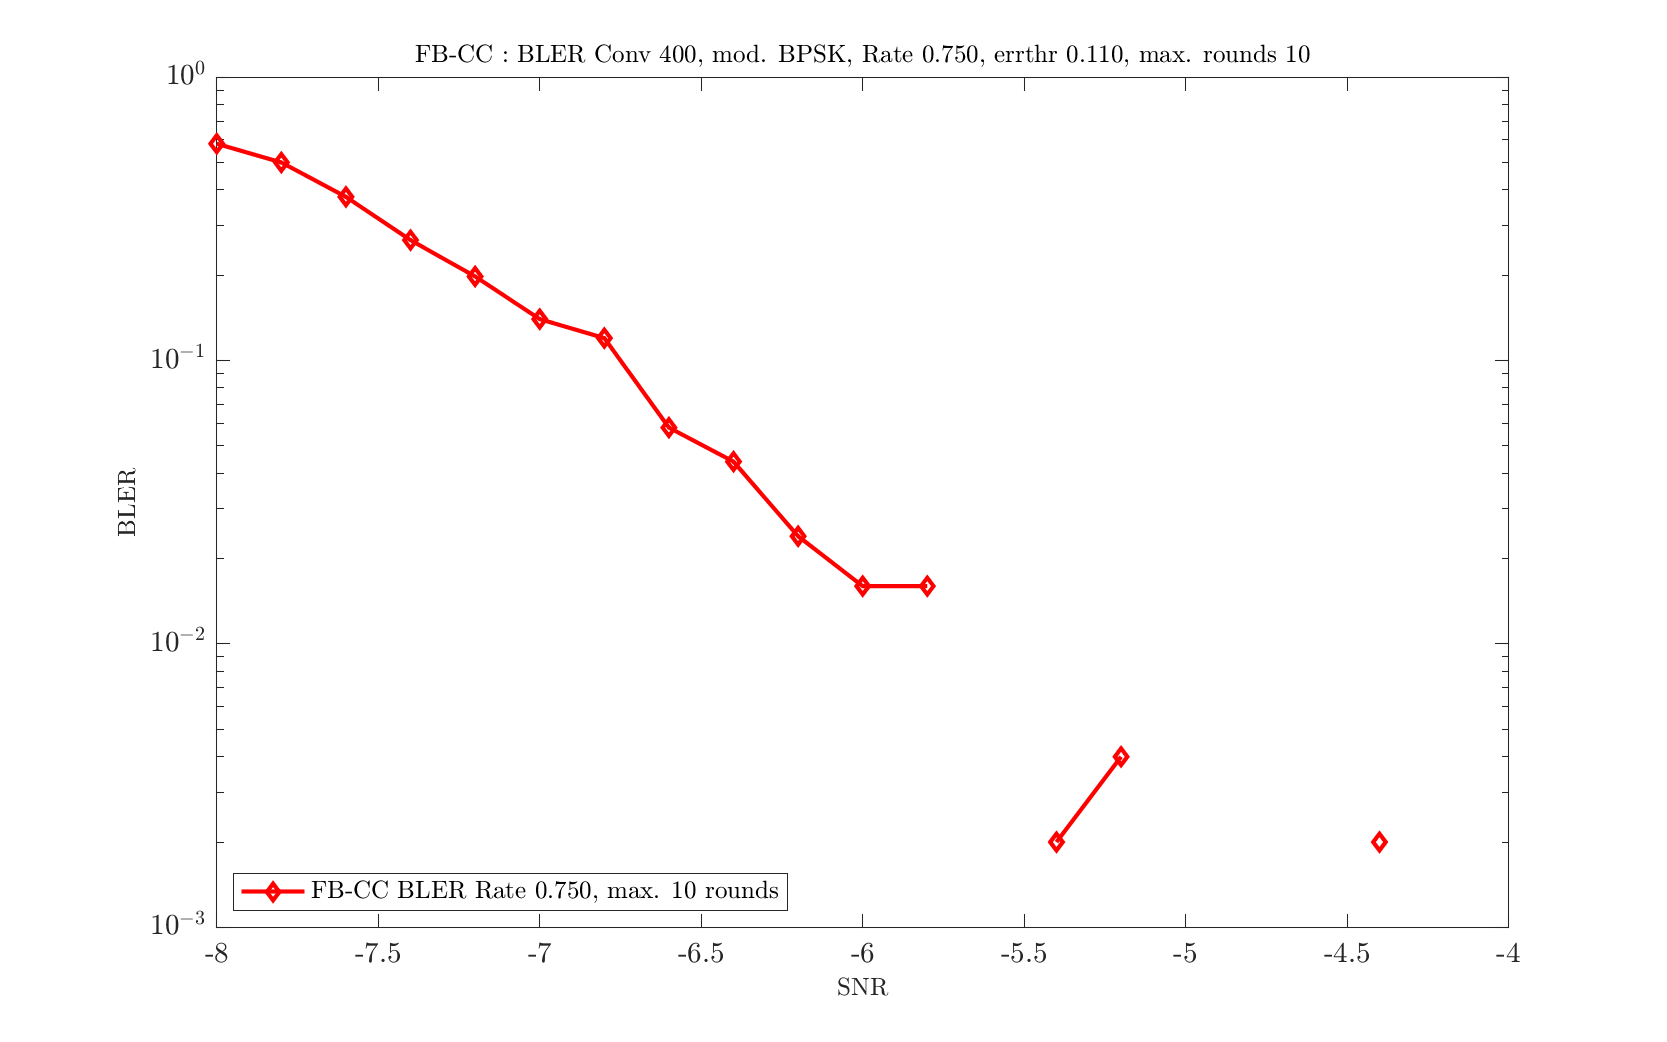 FB-CC : BLER Conv 400, mod. BPSK, Rate 0.750, errthr 0.110, max. rounds 10
10^0
10^-1
10^-2
10^-3
BLER
FB-CC BLER Rate 0.750, max. 10 rounds
-8 -7.5 -7 -6.5 -6 -5.5 -5 -4.5 -4
SNR